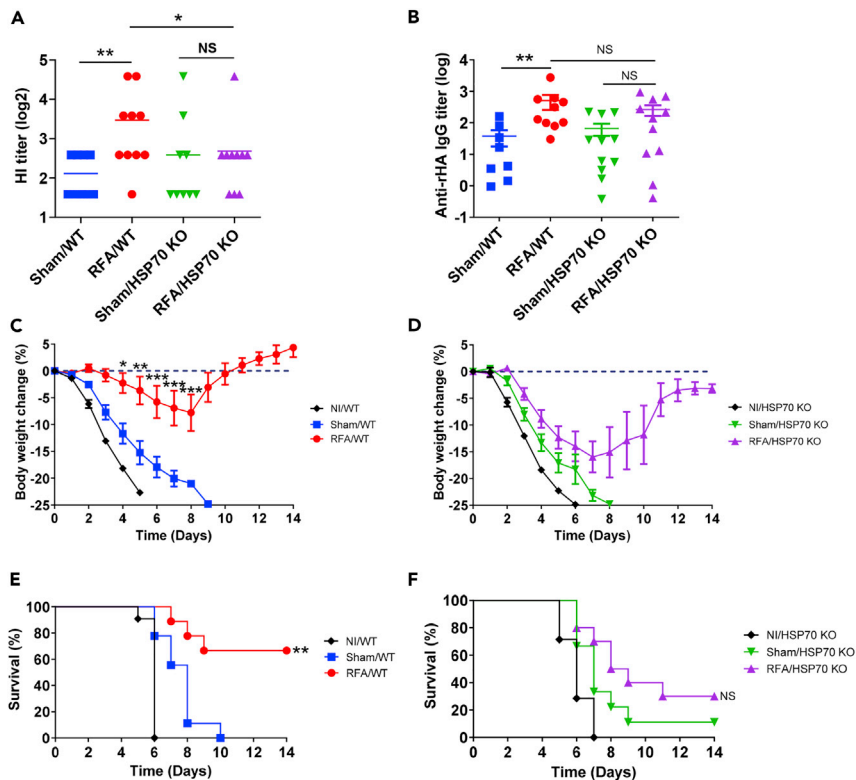 A
HI titer (log2)
5
4
3
2
1
**
*
NS
Sham/WT
RFA/WT
Sham/HSP70 KO
RFA/HSP70 KO
B
Anti-rHA IgG titer (log)
4
3
2
1
0
-1
**
NS
NS
Sham/WT
RFA/WT
Sham/HSP70 KO
RFA/HSP70 KO
C
Body weight change (%)
5
0
-5
-10
-15
-20
-25
* ** *** *** ***
0 2 4 6 8 10 12 14
Time (Days)
NI/WT
Sham/WT
RFA/WT
D
Body weight change (%)
5
0
-5
-10
-15
-20
-25
0 2 4 6 8 10 12 14
Time (Days)
NI/HSP70 KO
Sham/HSP70 KO
RFA/HSP70 KO
E
Survival (%)
100
80
60
40
20
0
**
0 2 4 6 8 10 12 14
Time (Days)
NI/WT
Sham/WT
RFA/WT
F
Survival (%)
100
80
60
40
20
0
NS
0 2 4 6 8 10 12 14
Time (Days)
NI/HSP70 KO
Sham/HSP70 KO
RFA/HSP70 KO